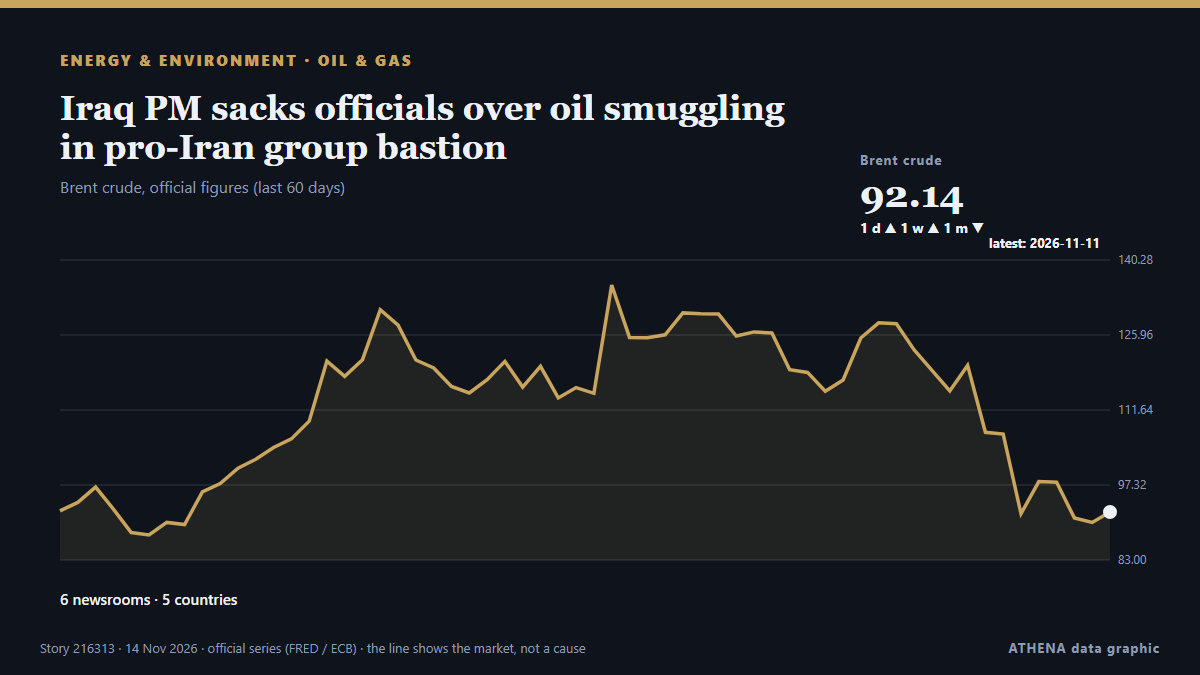 ENERGY & ENVIRONMENT · OIL & GAS
Iraq PM sacks officials over oil smuggling
in pro-Iran group bastion
Brent crude, official figures (last 60 days)
Brent crude
92.14
1 d ▲ 1 w ▲ 1 m ▼
latest: 2026-11-11
140.28
125.96
111.64
97.32
83.00
6 newsrooms · 5 countries
Story 216313 · 14 Nov 2026 · official series (FRED / ECB) · the line shows the market, not a cause
ATHENA data graphic